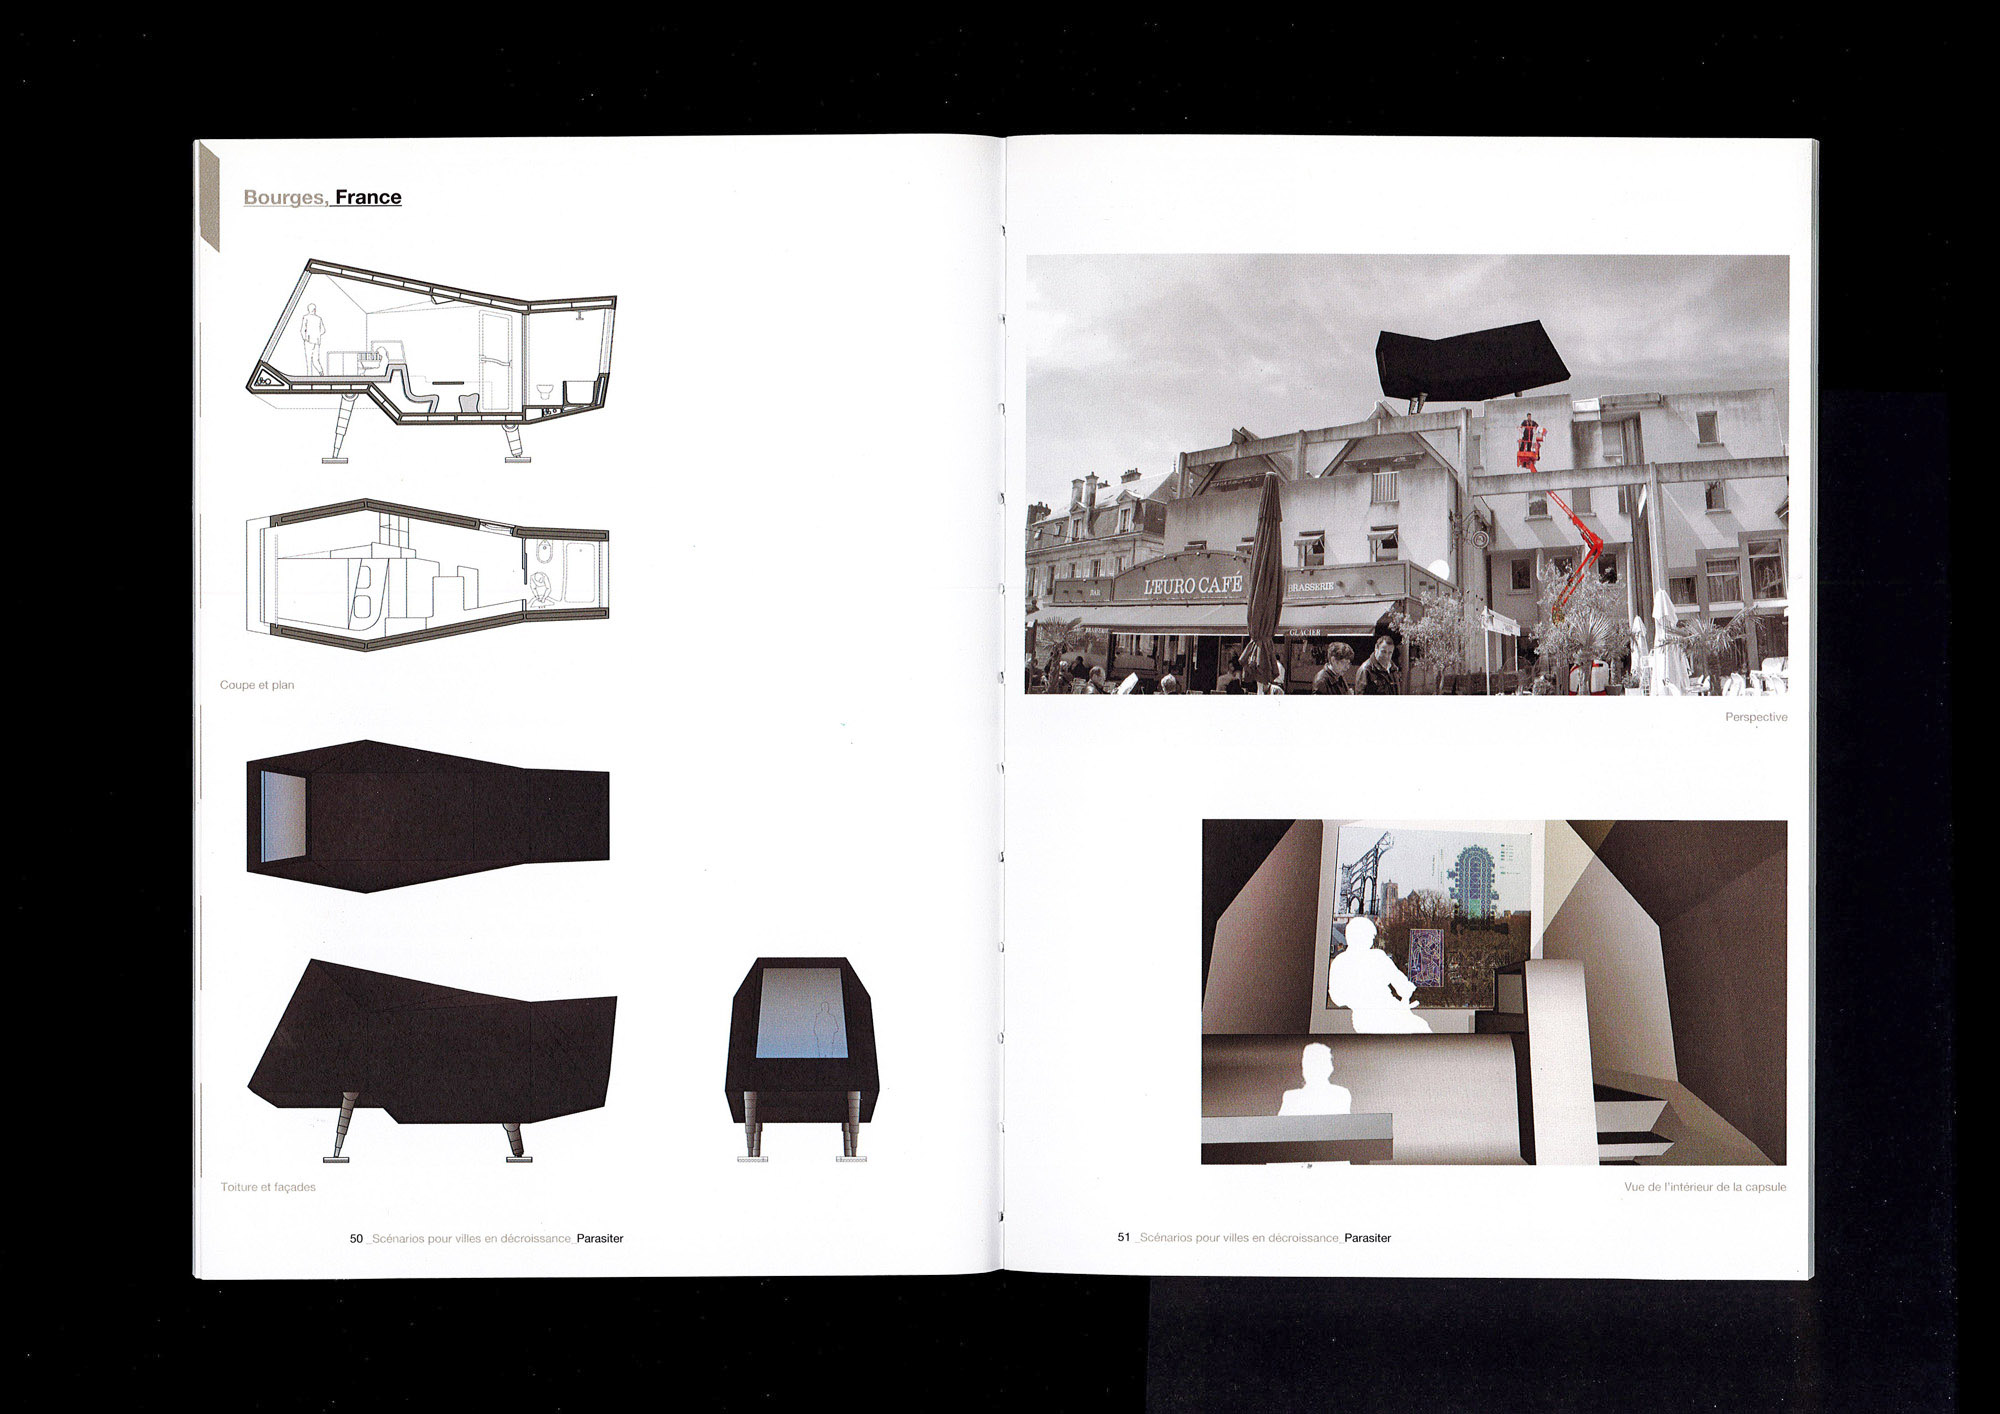 Bourges, France
Coupe et plan
Toiture et façades
50 _Scénarios pour villes en décroissance_Parasiter
BAR
L'EURO CAFÉ
BRASSERIE
GLACIER
Perspective
Vue de l'intérieur de la capsule
51 _Scénarios pour villes en décroissance_Parasiter